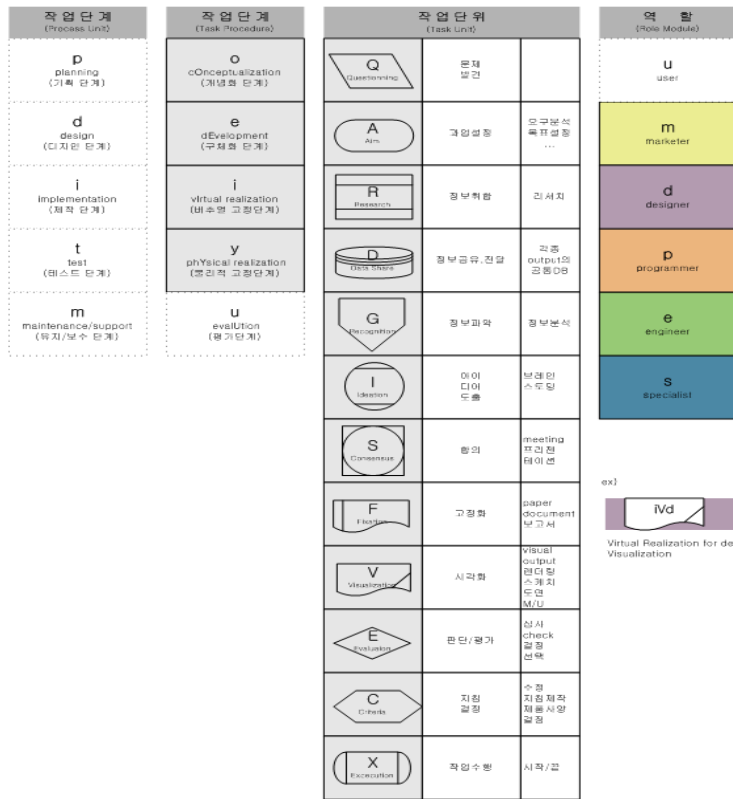 작업단계
(Process Unit)
p
planning
(기획 단계)
d
design
(디자인 단계)
i
implementation
(제작 단계)
t
test
(테스트 단계)
m
maintenance/support
(유지/보수 단계)
작업단계
(Task Procedure)
o
cOnceptualization
(개념화 단계)
e
dEvelopment
(구체화 단계)
i
vIrtual realization
(버추얼 고정단계)
y
phYsical realization
(물리적 고정단계)
u
evalUtion
(평가단계)
작업단위
(Task Unit)
Q
Questionning
문제
발견
A
Aim
과업설정
요구분석
목표설정
...
R
Research
정보취합
리서치
D
Data Share
정보공유,전달
각종
output의
공통DB
G
Recognition
정보파악
정보분석
I
Ideation
아이
디어
도출
브레인
스토밍
S
Consensus
합의
meeting
프리젠
테이션
F
Fixation
고정화
paper
document
보고서
V
Visualization
시각화
visual
output
렌더링
스케치
도면
M/U
E
Evaluation
판단/평가
심사
check
결정
선택
C
Criteria
지침
결정
수정
지침제작
제품사양
결정
X
Excecution
작업수행
시작/끝
역 할
(Role Module)
u
user
m
marketer
d
designer
p
programmer
e
engineer
s
specialist
ex)
iVd
Virtual Realization for de
Visualization